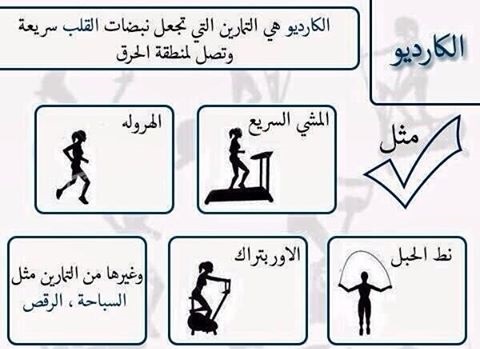 الكارديو
الكارديو هي التمارين التي تجعل نبضات القلب سريعة
وتصل لمنطقة الحرق
مثل
المشي السريع
الهروله
نط الحبل
الاوربتراك
وغيرها من التمارين مثل
السباحة ، الرقص